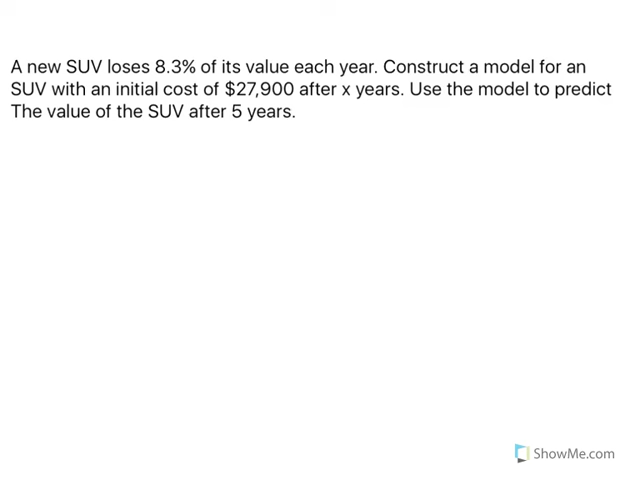 A new SUV loses 8.3% of its value each year. Construct a model for an
SUV with an initial cost of $27,900 after x years. Use the model to predict
The value of the SUV after 5 years.
ShowMe.com